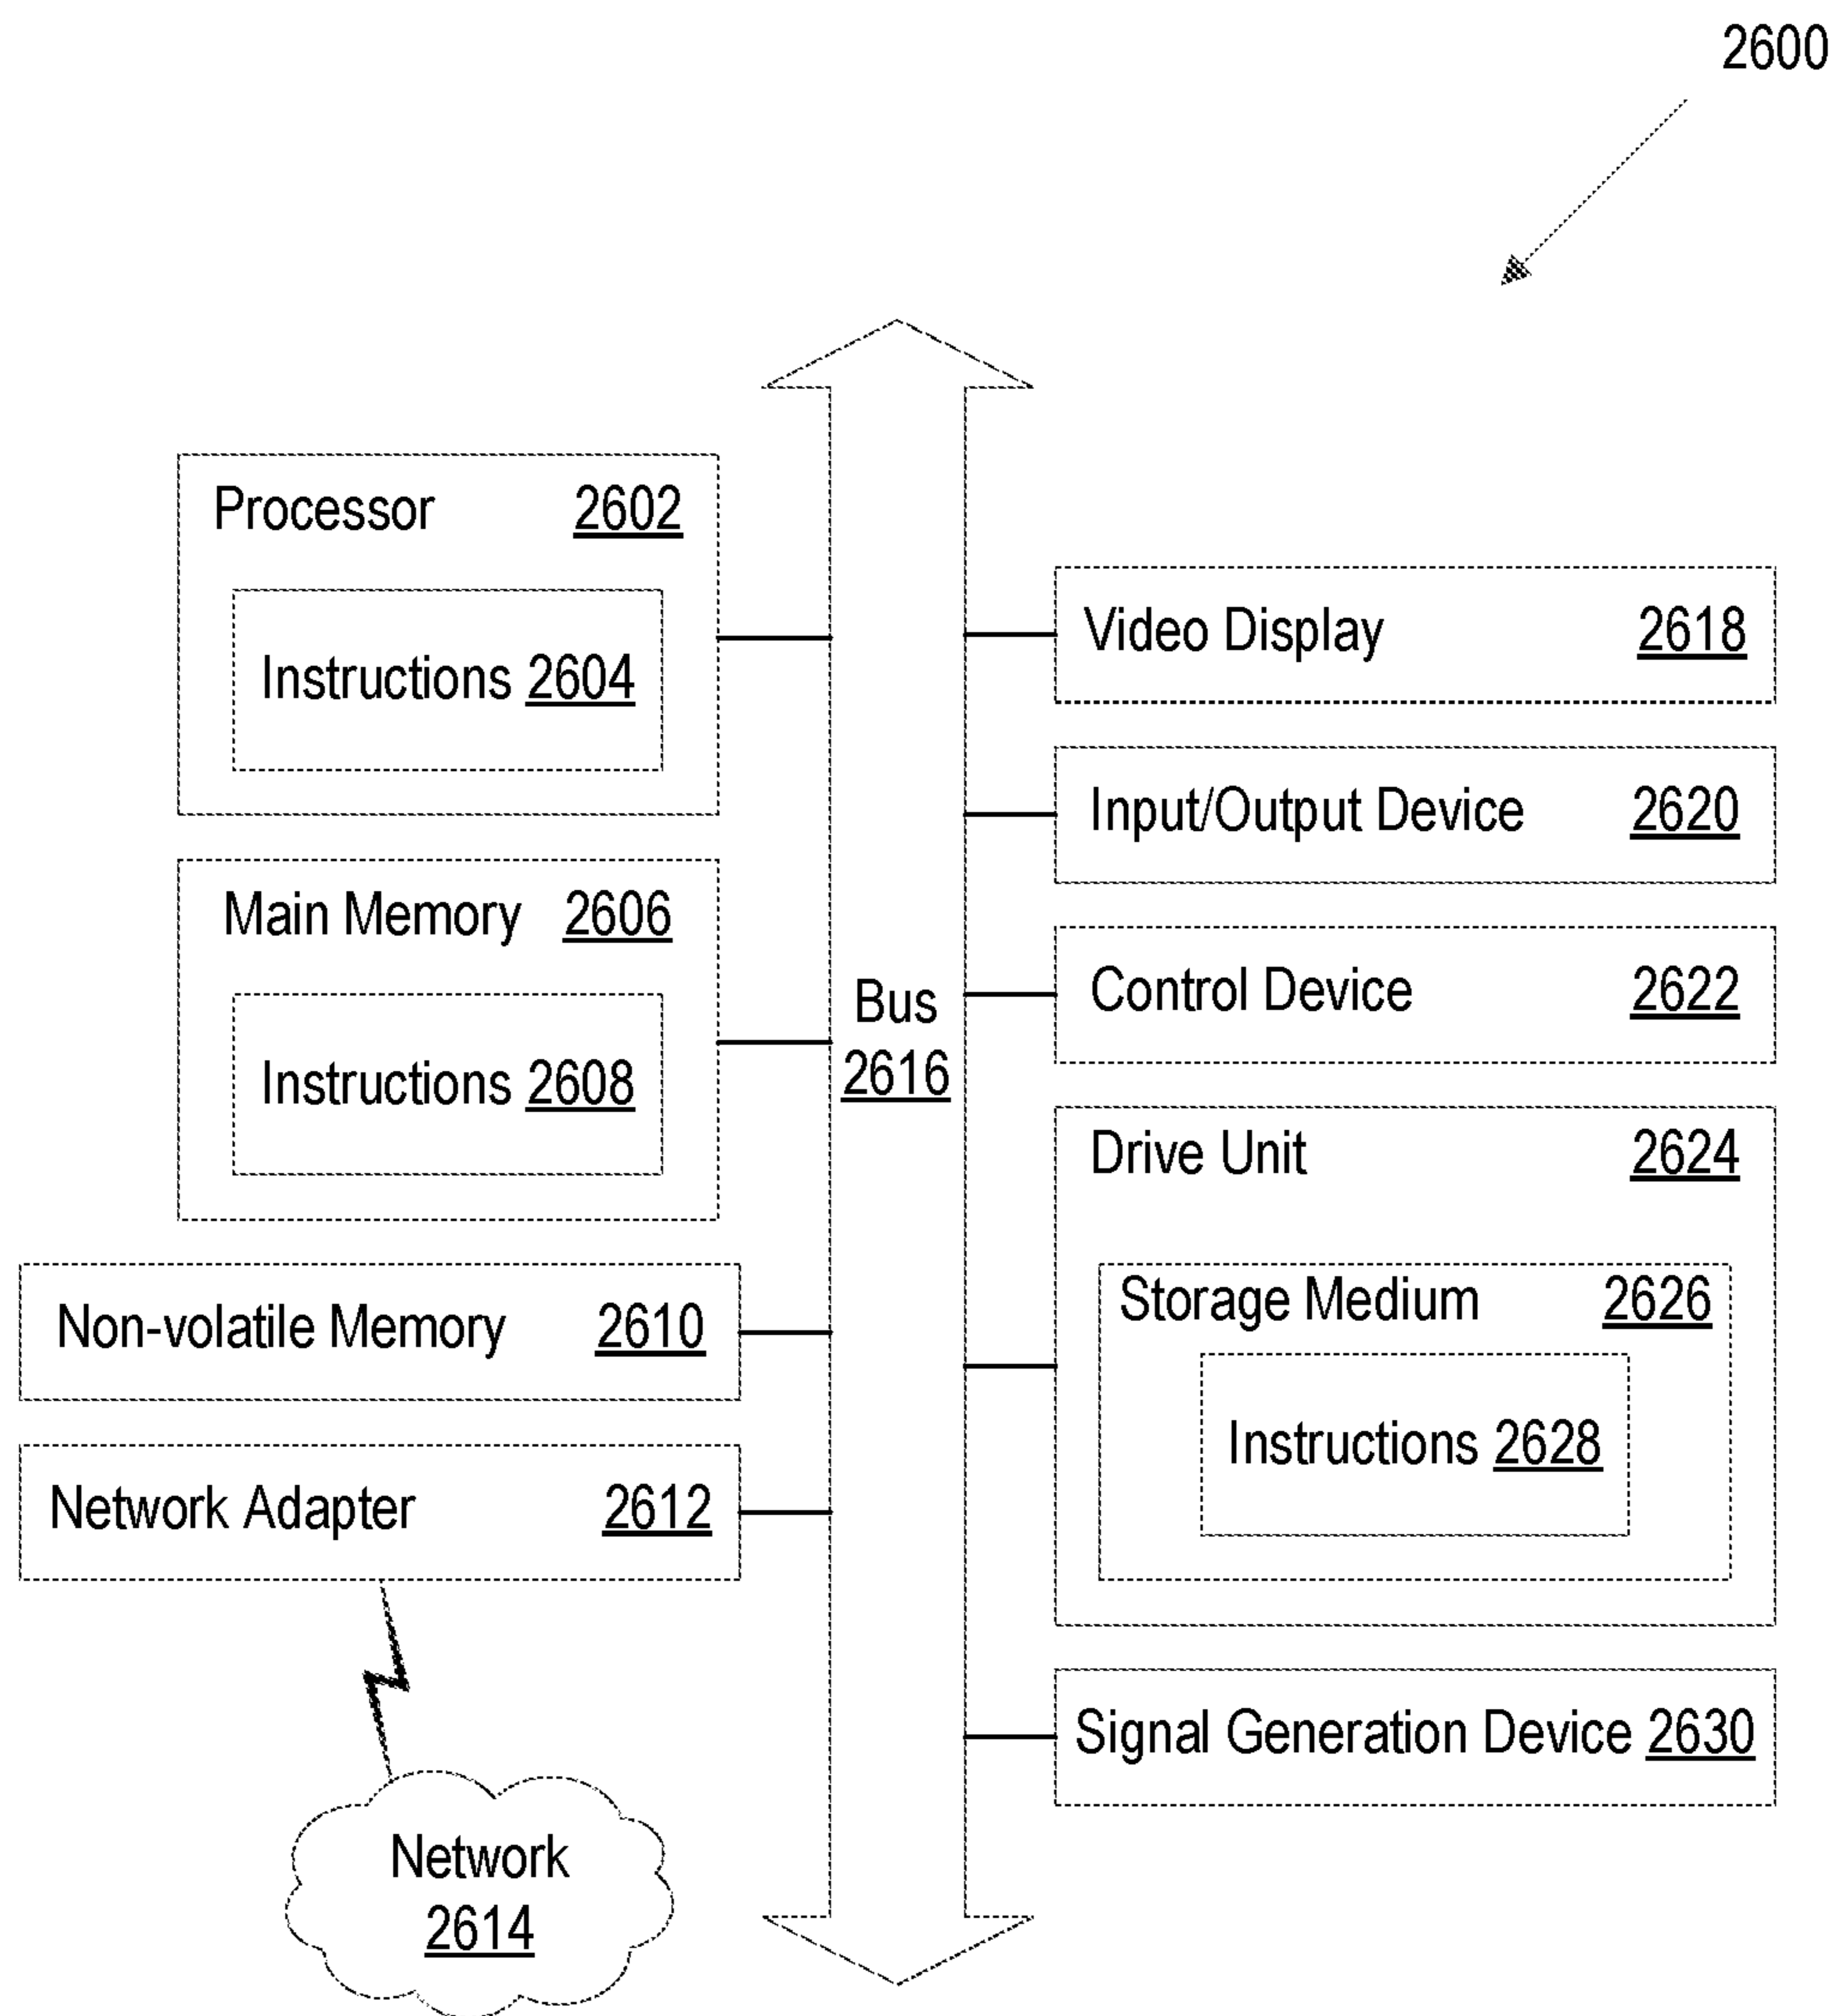 2600
Processor 2602
Instructions 2604
Main Memory 2606
Instructions 2608
Non-volatile Memory 2610
Network Adapter 2612
Network
2614
Bus
2616
Video Display 2618
Input/Output Device 2620
Control Device 2622
Drive Unit 2624
Storage Medium 2626
Instructions 2628
Signal Generation Device 2630